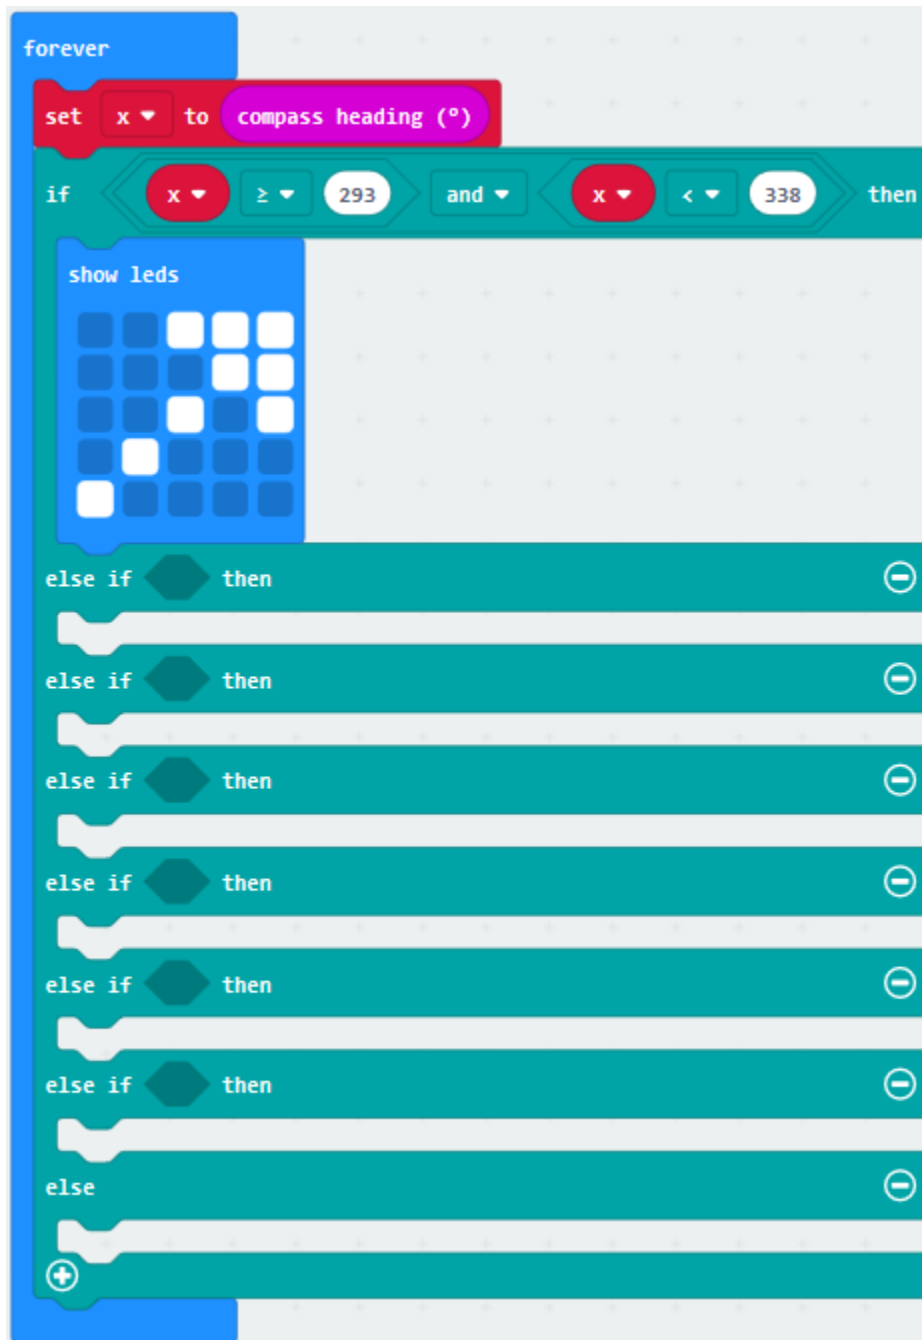 forever
set x to compass heading (°)
if x ≥ 293 and x < 338 then
show leds
else if then
else if then
else if then
else if then
else if then
else if then
else